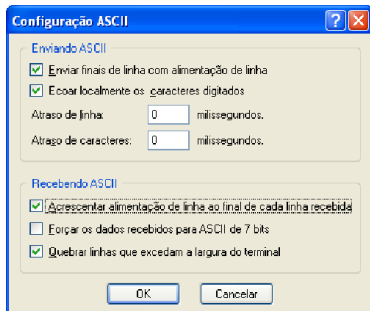 Configuração ASCII
Enviando ASCII
Enviar finais de linha com alimentação de linha
Ecoar localmente os caracteres digitados
Atraso de linha: 0 milissegundos.
Atraso de caracteres: 0 milissegundos.
Recebendo ASCII
Acrescentar alimentação de linha ao final de cada linha recebida
Forçar os dados recebidos para ASCII de 7 bits
Quebrar linhas que excedam a largura do terminal
OK Cancelar